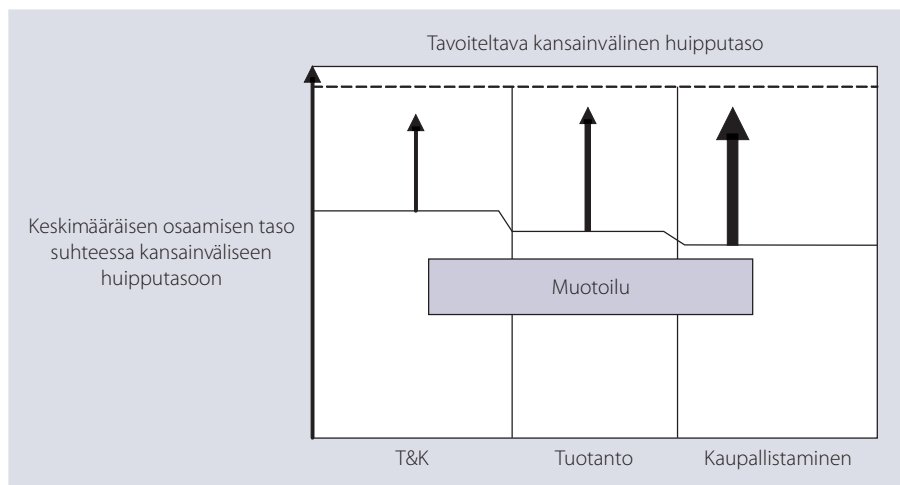 Tavoiteltava kansainvälinen huipputaso
Keskimääräisen osaamisen taso
suhteessa kansainväliseen
huipputasoon
Muotoilu
T&K
Tuotanto
Kaupallistaminen